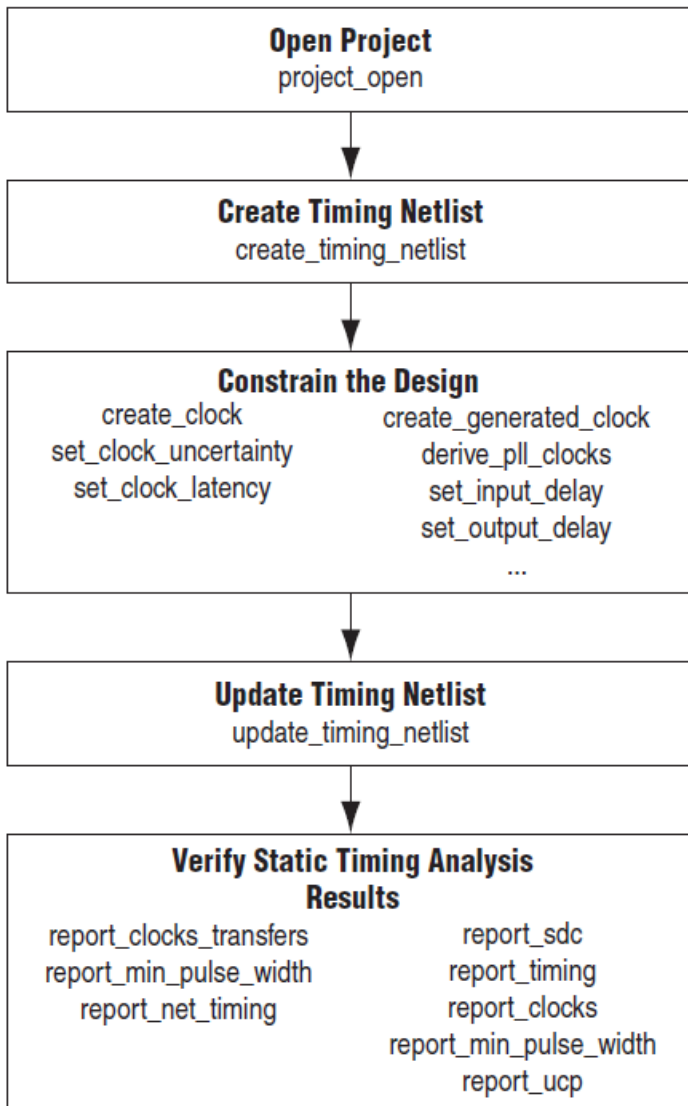 Open Project
project_open
Create Timing Netlist
create_timing_netlist
Constrain the Design
create_clock
set_clock_uncertainty
set_clock_latency
create_generated_clock
derive_pll_clocks
set_input_delay
set_output_delay
...
Update Timing Netlist
update_timing_netlist
Verify Static Timing Analysis
Results
report_clocks_transfers
report_min_pulse_width
report_net_timing
report_sdc
report_timing
report_clocks
report_min_pulse_width
report_ucp